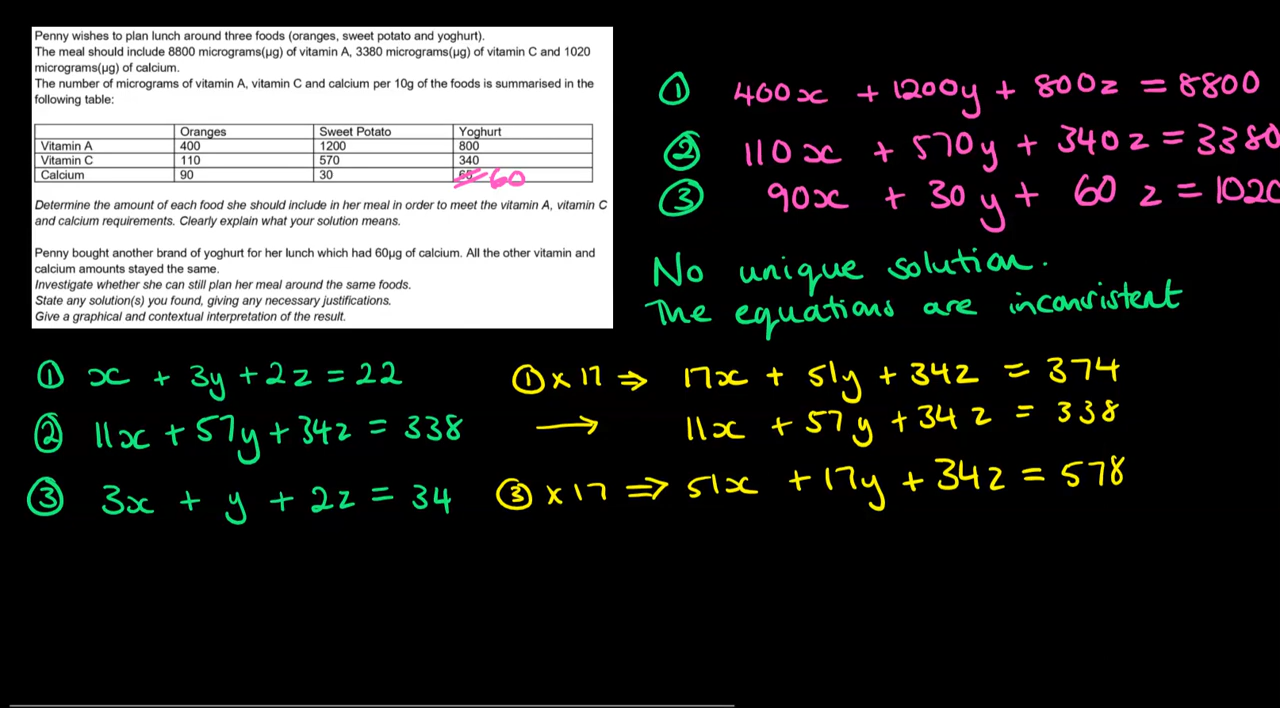 Penny wishes to plan lunch around three foods (oranges, sweet potato and yoghurt).
The meal should include 8800 micrograms(µg) of vitamin A, 3380 micrograms(µg) of vitamin C and 1020
micrograms(µg) of calcium.
The number of micrograms of vitamin A, vitamin C and calcium per 10g of the foods is summarised in the
following table:
Oranges Sweet Potato Yoghurt
Vitamin A 400 1200 800
Vitamin C 110 570 340
Calcium 90 30 60
Determine the amount of each food she should include in her meal in order to meet the vitamin A, vitamin C
and calcium requirements. Clearly explain what your solution means.
Penny bought another brand of yoghurt for her lunch which had 60µg of calcium. All the other vitamin and
calcium amounts stayed the same.
Investigate whether she can still plan her meal around the same foods.
State any solution(s) you found, giving any necessary justifications.
Give a graphical and contextual interpretation of the result.
① 400x + 1200y + 800z = 8800
② 110x + 570y + 340z = 3380
③ 90x + 30y + 60z = 1020
No unique solution.
The equations are inconsistent
① x + 3y + 2z = 22
② 11x + 57y + 34z = 338
③ 3x + y + 2z = 34
① x 17 ⇒ 17x + 51y + 34z = 374
→ 11x + 57y + 34z = 338
③ x 17 ⇒ 51x + 17y + 34z = 578